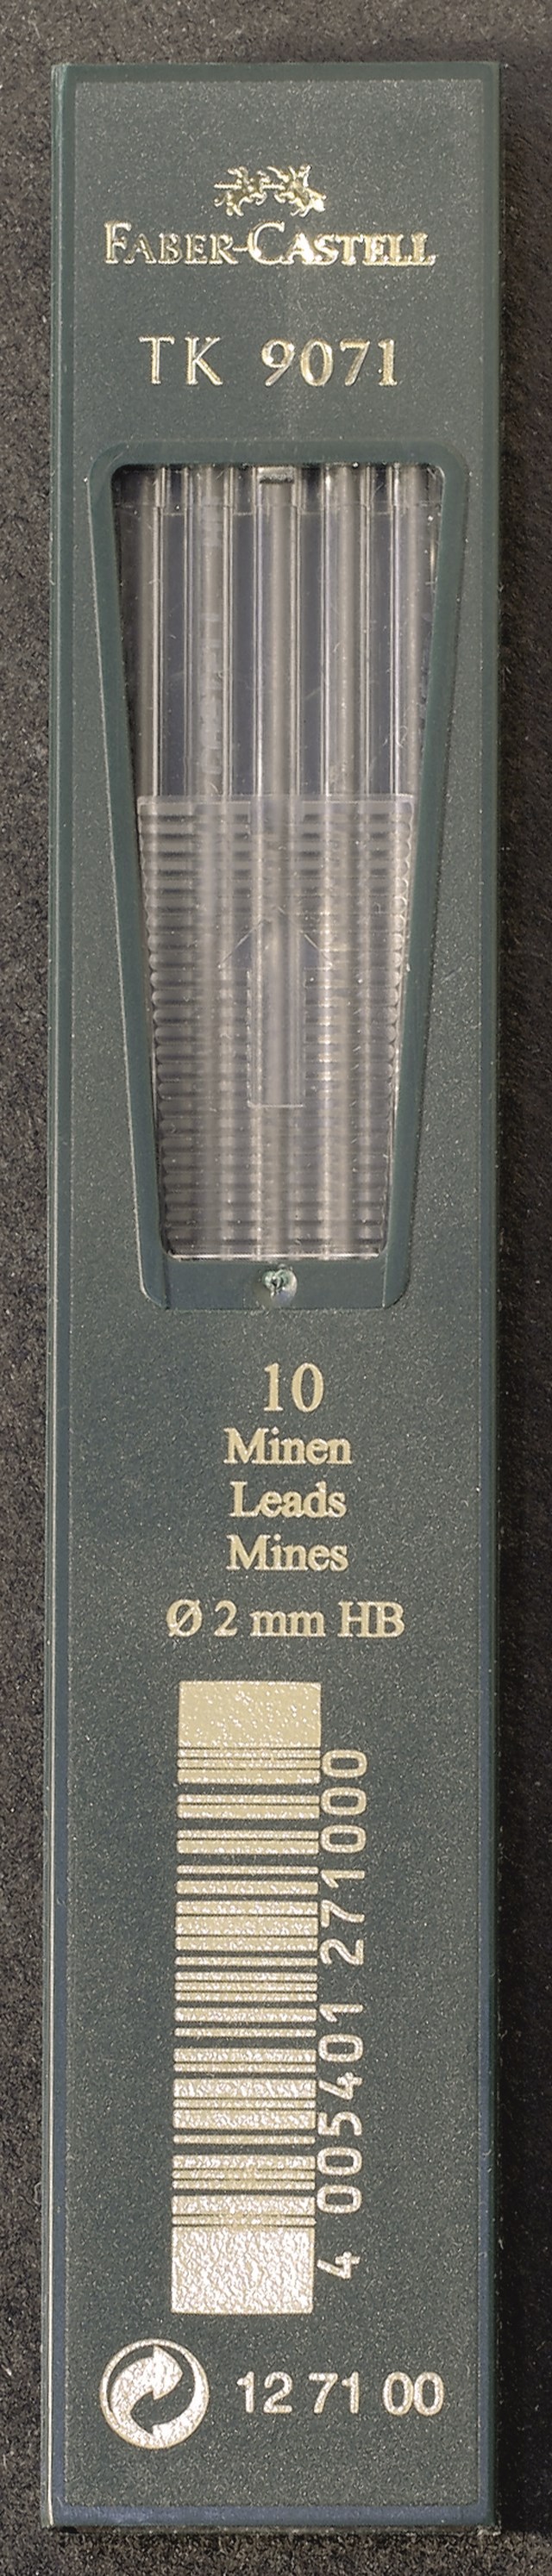 FABER-CASTELL
TK 9071
10
Minen
Leads
Mines
Ø 2 mm HB
4 005401 271000
12 71 00